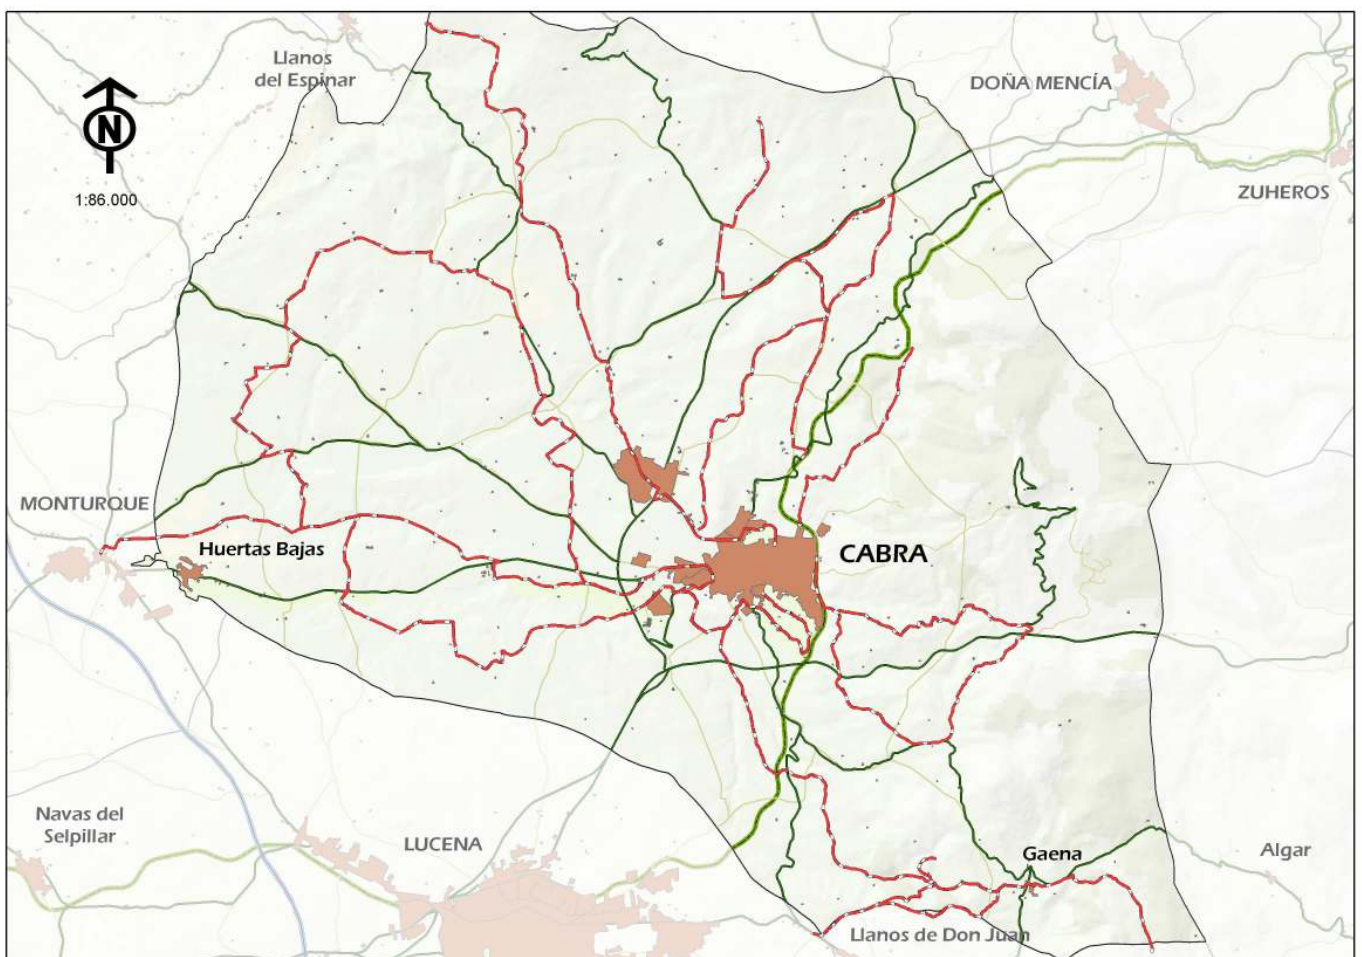 Llanos
del Espinar
DOÑA MENCÍA
N
1:86.000
ZUHEROS
MONTURQUE
Huertas Bajas
CABRA
Navas del
Selpillar
LUCENA
Gaena
Algar
Llanos de Don Juan